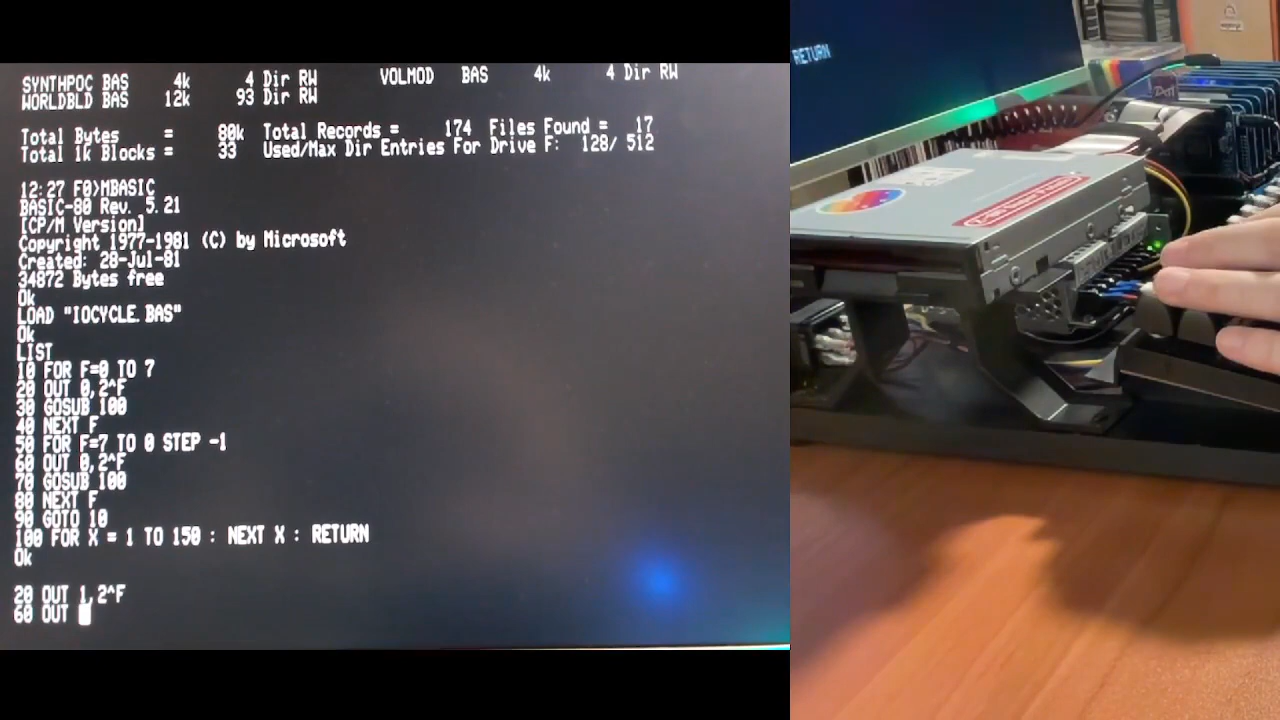 SYNTHPOC BAS 4k 4 Dir RW VOLMOD BAS 4k 4 Dir RW
WORLDBLD BAS 12k 93 Dir RW
Total Bytes = 80k Total Records = 174 Files Found = 17
Total 1k Blocks = 33 Used/Max Dir Entries For Drive F: 128/ 512
12:27 F0>MBASIC
BASIC-80 Rev. 5.21
[CP/M Version]
Copyright 1977-1981 (C) by Microsoft
Created: 28-Jul-81
34872 Bytes free
Ok
LOAD "IOCYCLE.BAS"
Ok
LIST
10 FOR F=0 TO 7
20 OUT 0,2^F
30 GOSUB 100
40 NEXT F
50 FOR F=7 TO 0 STEP -1
60 OUT 0,2^F
70 GOSUB 100
80 NEXT F
90 GOTO 10
100 FOR X = 1 TO 150 : NEXT X : RETURN
Ok
20 OUT 1,2^F
60 OUT
RETURN